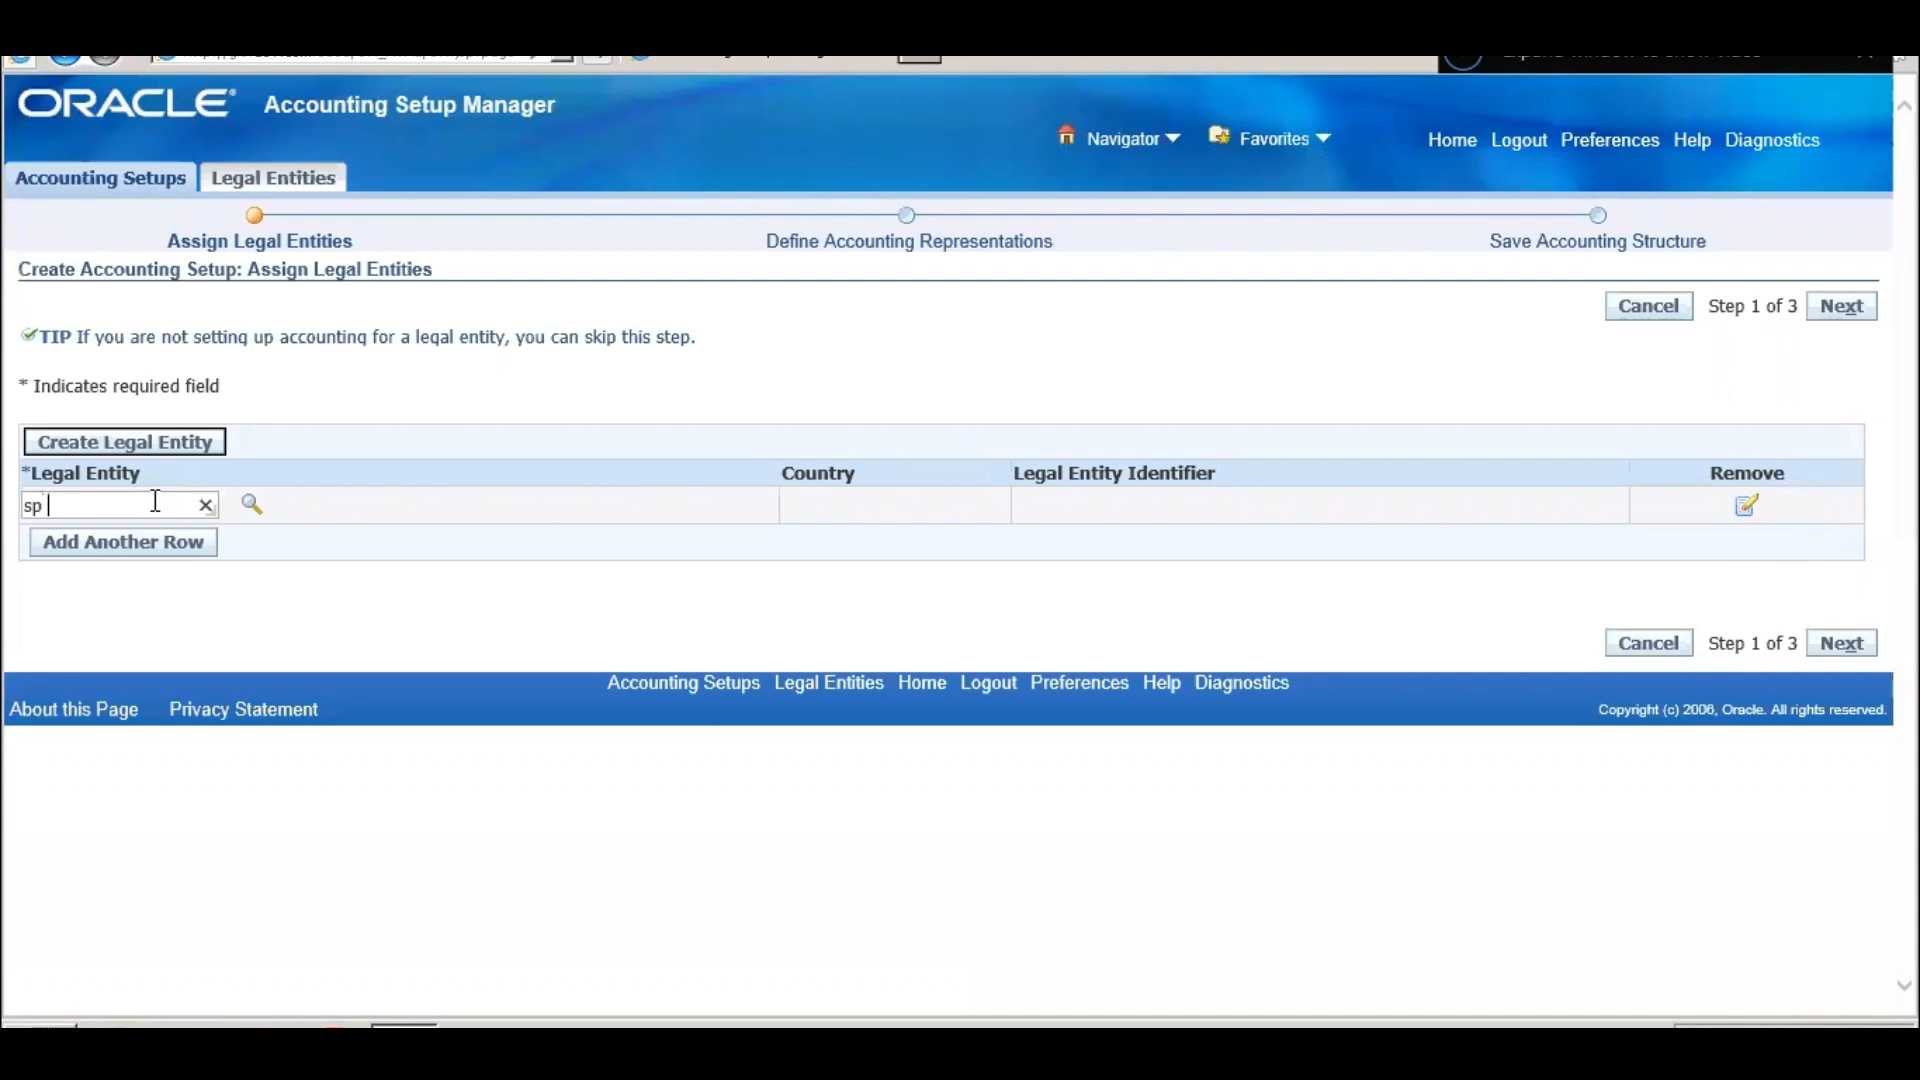 ORACLE® Accounting Setup Manager
Navigator Favorites Home Logout Preferences Help Diagnostics
Accounting Setups Legal Entities
Assign Legal Entities Define Accounting Representations Save Accounting Structure
Create Accounting Setup: Assign Legal Entities
Cancel Step 1 of 3 Next
TIP If you are not setting up accounting for a legal entity, you can skip this step.
* Indicates required field
Create Legal Entity
*Legal Entity Country Legal Entity Identifier Remove
sp
Add Another Row
Cancel Step 1 of 3 Next
Accounting Setups Legal Entities Home Logout Preferences Help Diagnostics
About this Page Privacy Statement Copyright (c) 2006, Oracle. All rights reserved.